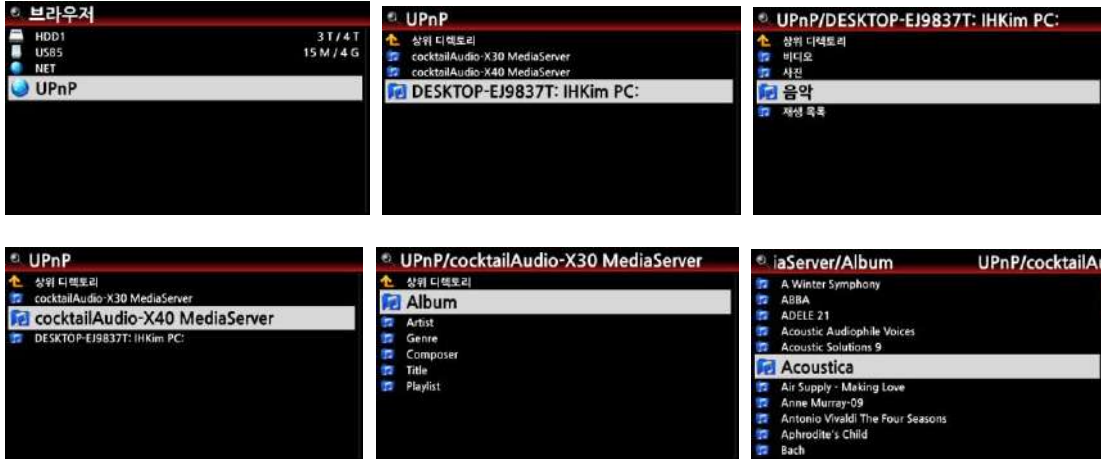 브라우저
HDD1 3T/4T
USB5 15M/4G
NET
UPnP
UPnP
상위 디렉토리
cocktailAudio-X30 MediaServer
cocktailAudio-X40 MediaServer
DESKTOP-EJ9837T: IHKim PC:
UPnP/DESKTOP-EJ9837T: IHKim PC:
상위 디렉토리
비디오
사진
음악
재생 목록
UPnP
상위 디렉토리
cocktailAudio-X30 MediaServer
cocktailAudio-X40 MediaServer
DESKTOP-EJ9837T: IHKim PC:
UPnP/cocktailAudio-X30 MediaServer
상위 디렉토리
Album
Artist
Genre
Composer
Title
Playlist
iaServer/Album UPnP/cocktailAu
A Winter Symphony
ABBA
ADELE 21
Acoustic Audiophile Voices
Acoustic Solutions 9
Acoustica
Air Supply - Making Love
Anne Murray-09
Antonio Vivaldi The Four Seasons
Aphrodite's Child
Bach